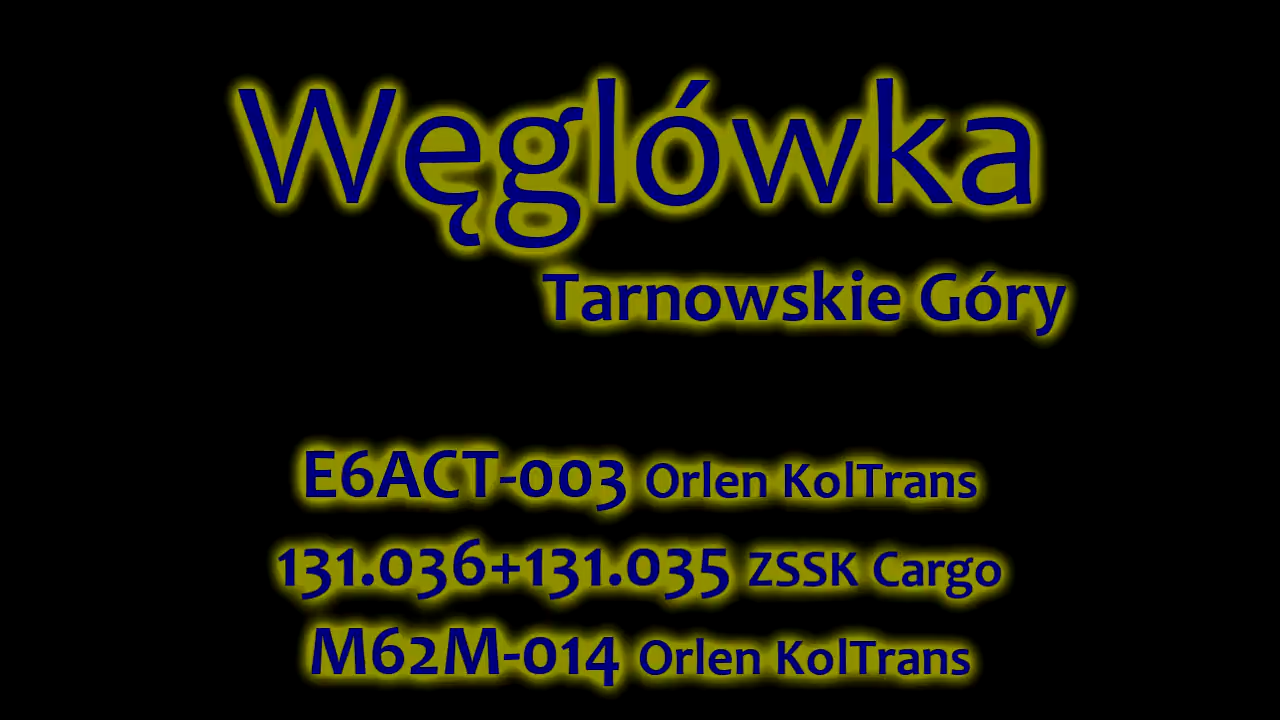 Węglówka
Tarnowskie Góry
E6ACT-003 Orlen KolTrans
131.036+131.035 ZSSK Cargo
M62M-014 Orlen KolTrans